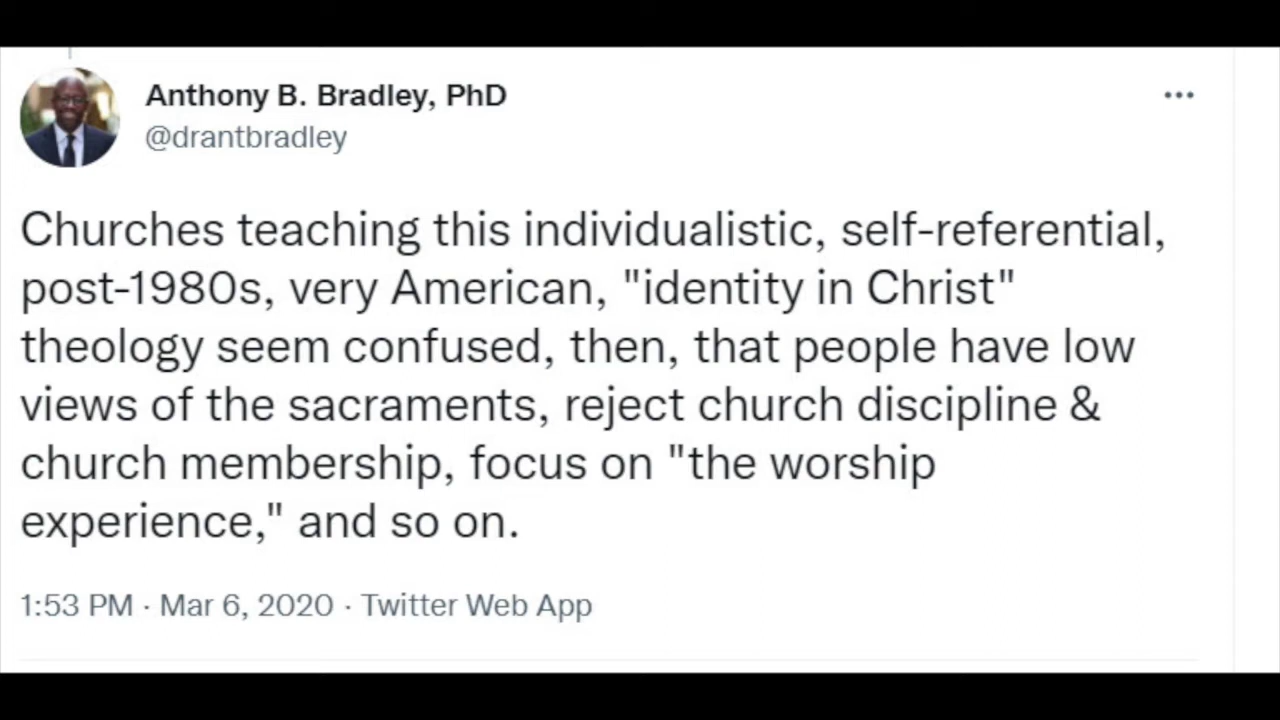 Anthony B. Bradley, PhD
@drantbradley
Churches teaching this individualistic, self-referential,
post-1980s, very American, "identity in Christ"
theology seem confused, then, that people have low
views of the sacraments, reject church discipline &
church membership, focus on "the worship
experience," and so on.
1:53 PM · Mar 6, 2020 · Twitter Web App